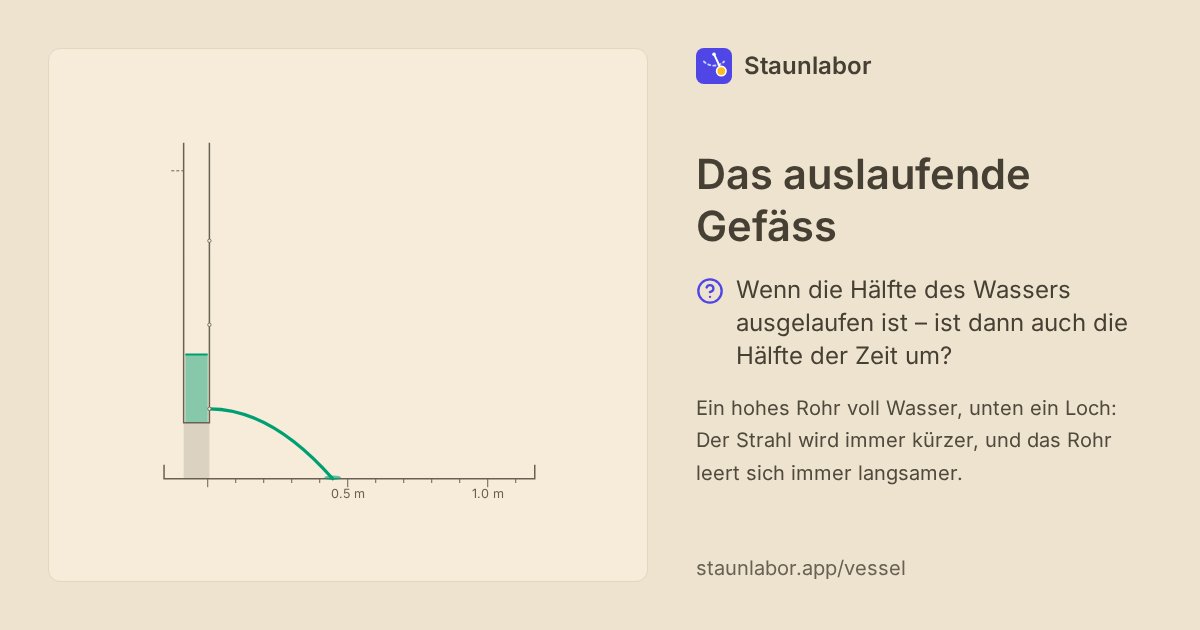 Staunlabor
Das auslaufende
Gefäss
Wenn die Hälfte des Wassers
ausgelaufen ist – ist dann auch die
Hälfte der Zeit um?
Ein hohes Rohr voll Wasser, unten ein Loch:
Der Strahl wird immer kürzer, und das Rohr
leert sich immer langsamer.
staunlabor.app/vessel
0.5 m
1.0 m